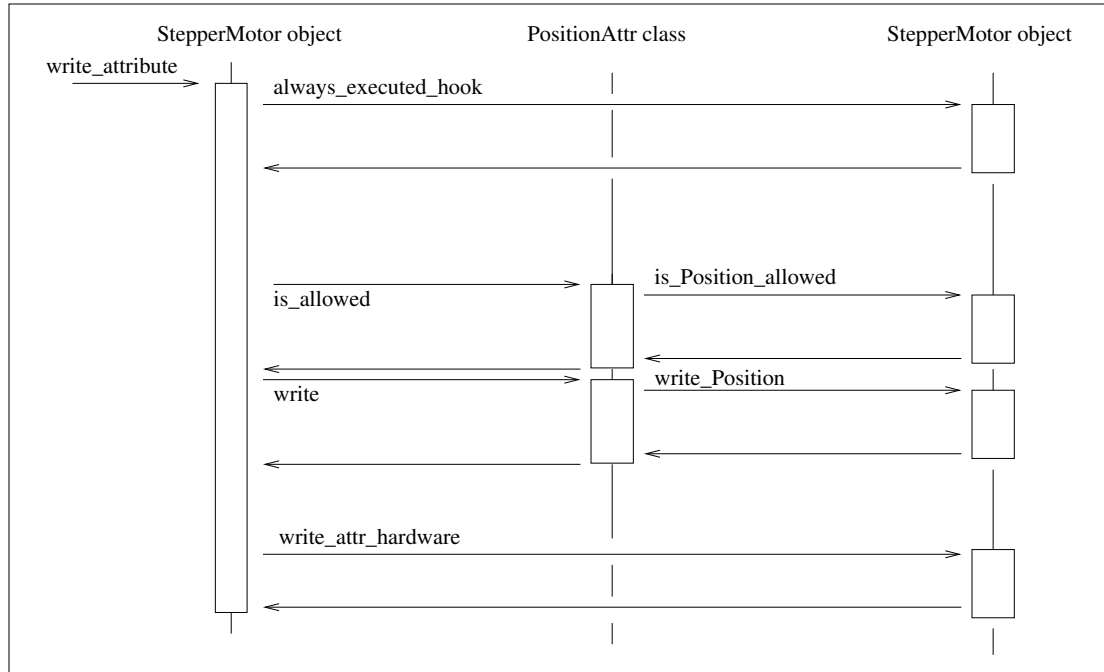 StepperMotor object
PositionAttr class
StepperMotor object
write_attribute
always_executed_hook
is_Position_allowed
is_allowed
write_Position
write
write_attr_hardware